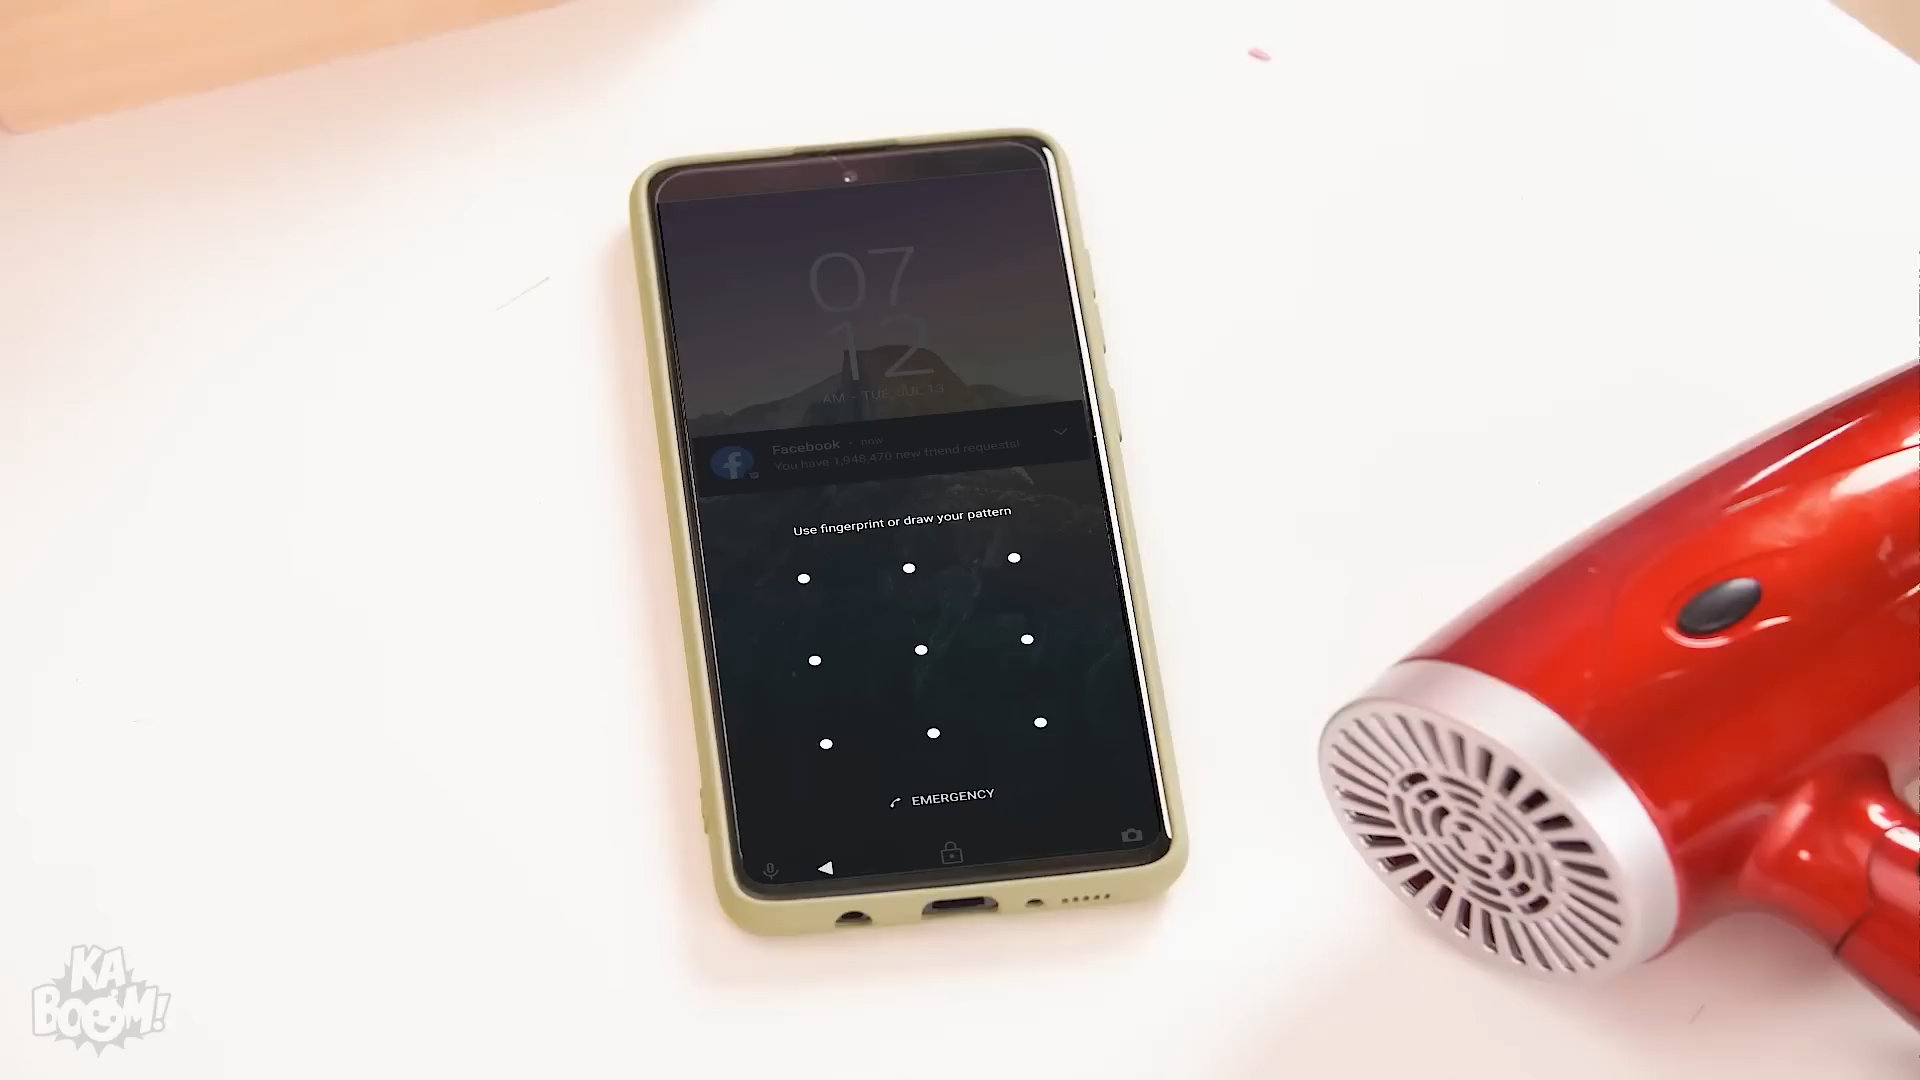 07
12
AM - TUE, JUL 13
Facebook · now
You have 1,948,470 new friend requests!
Use fingerprint or draw your pattern
EMERGENCY
KA
BOOM!